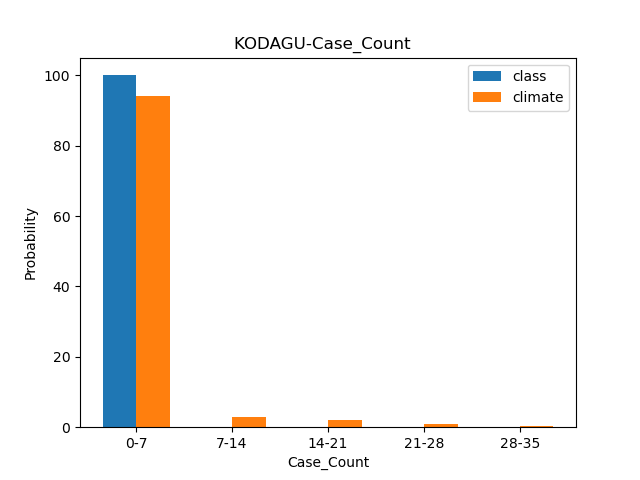 KODAGU-Case_Count
class
climate
Probability
100
80
60
40
20
0
0-7
7-14
14-21
21-28
28-35
Case_Count